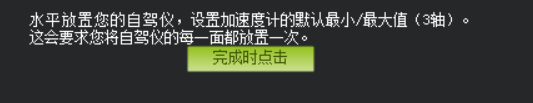 水平放置您的自驾仪，设置加速度计的默认最小/最大值（3轴）。
这会要求您将自驾仪的每一面都放置一次。
完成时点击